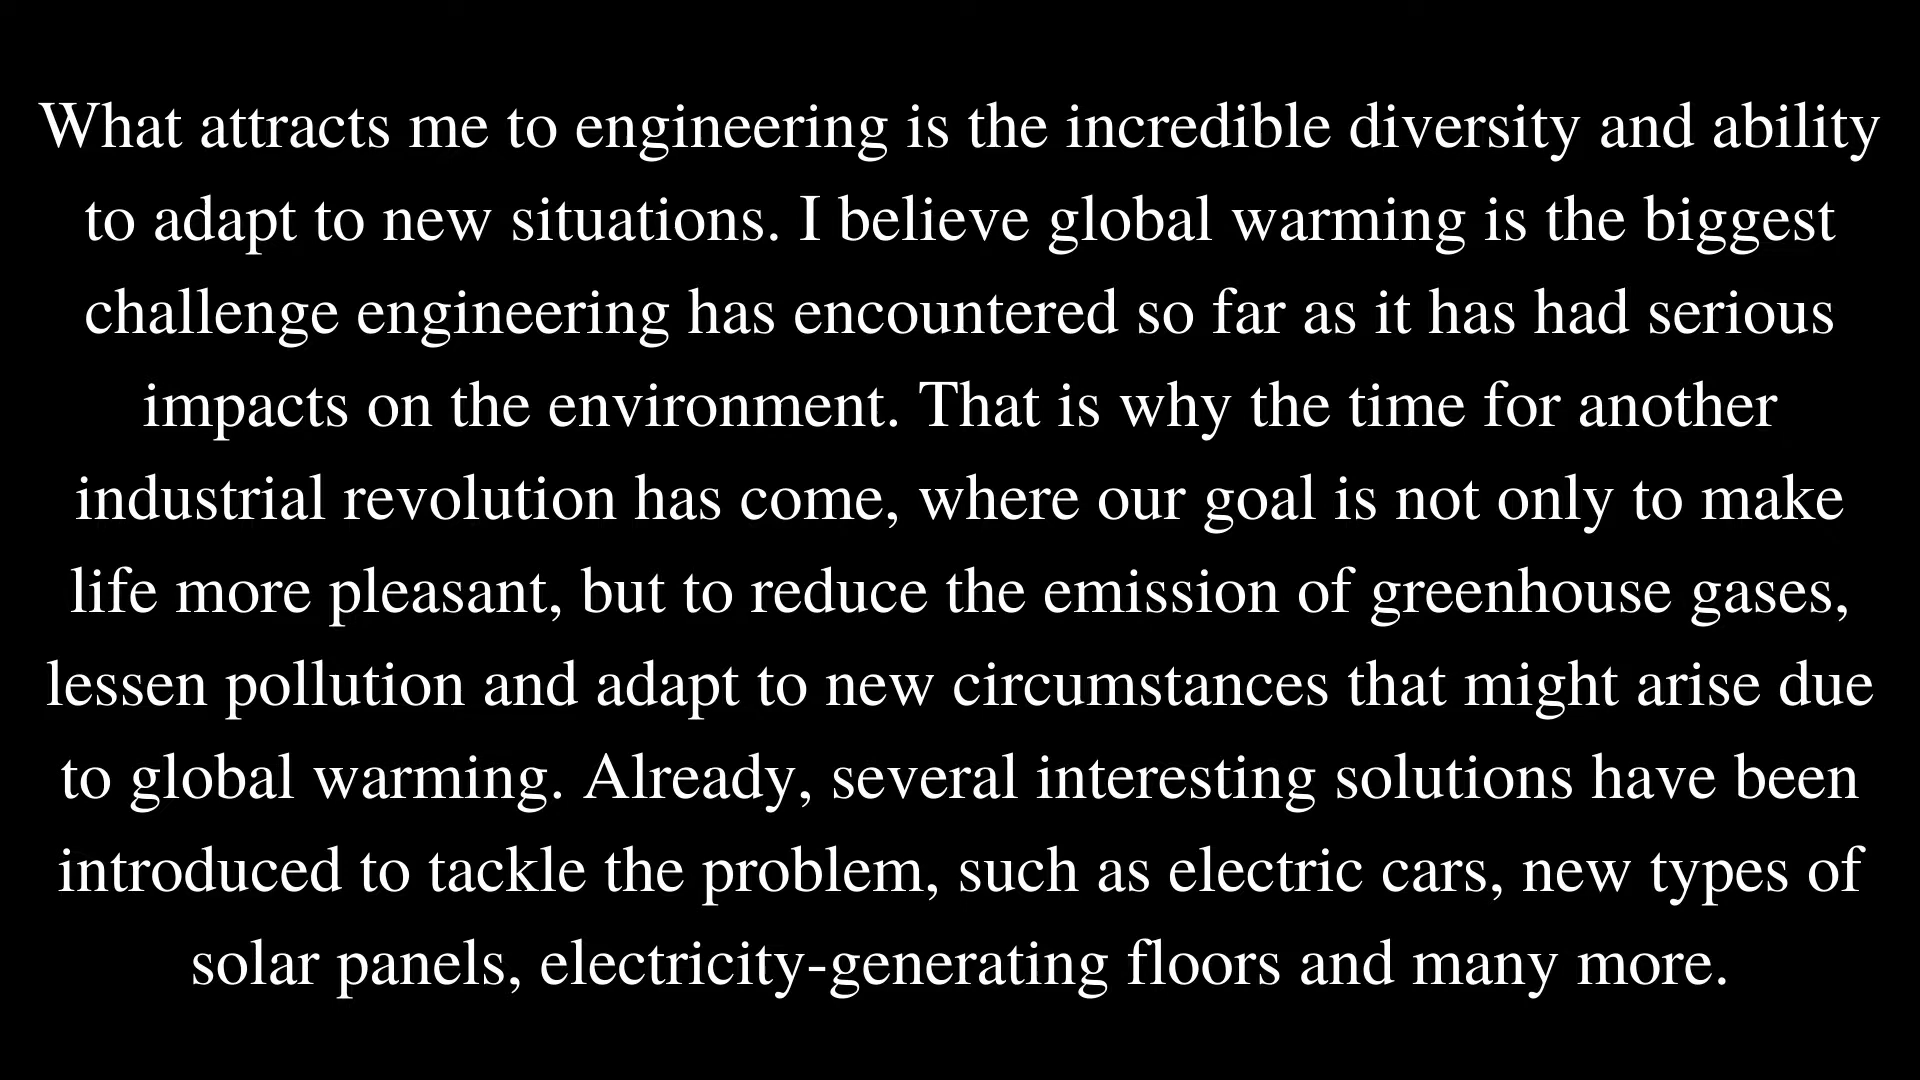 What attracts me to engineering is the incredible diversity and ability
to adapt to new situations. I believe global warming is the biggest
challenge engineering has encountered so far as it has had serious
impacts on the environment. That is why the time for another
industrial revolution has come, where our goal is not only to make
life more pleasant, but to reduce the emission of greenhouse gases,
lessen pollution and adapt to new circumstances that might arise due
to global warming. Already, several interesting solutions have been
introduced to tackle the problem, such as electric cars, new types of
solar panels, electricity-generating floors and many more.